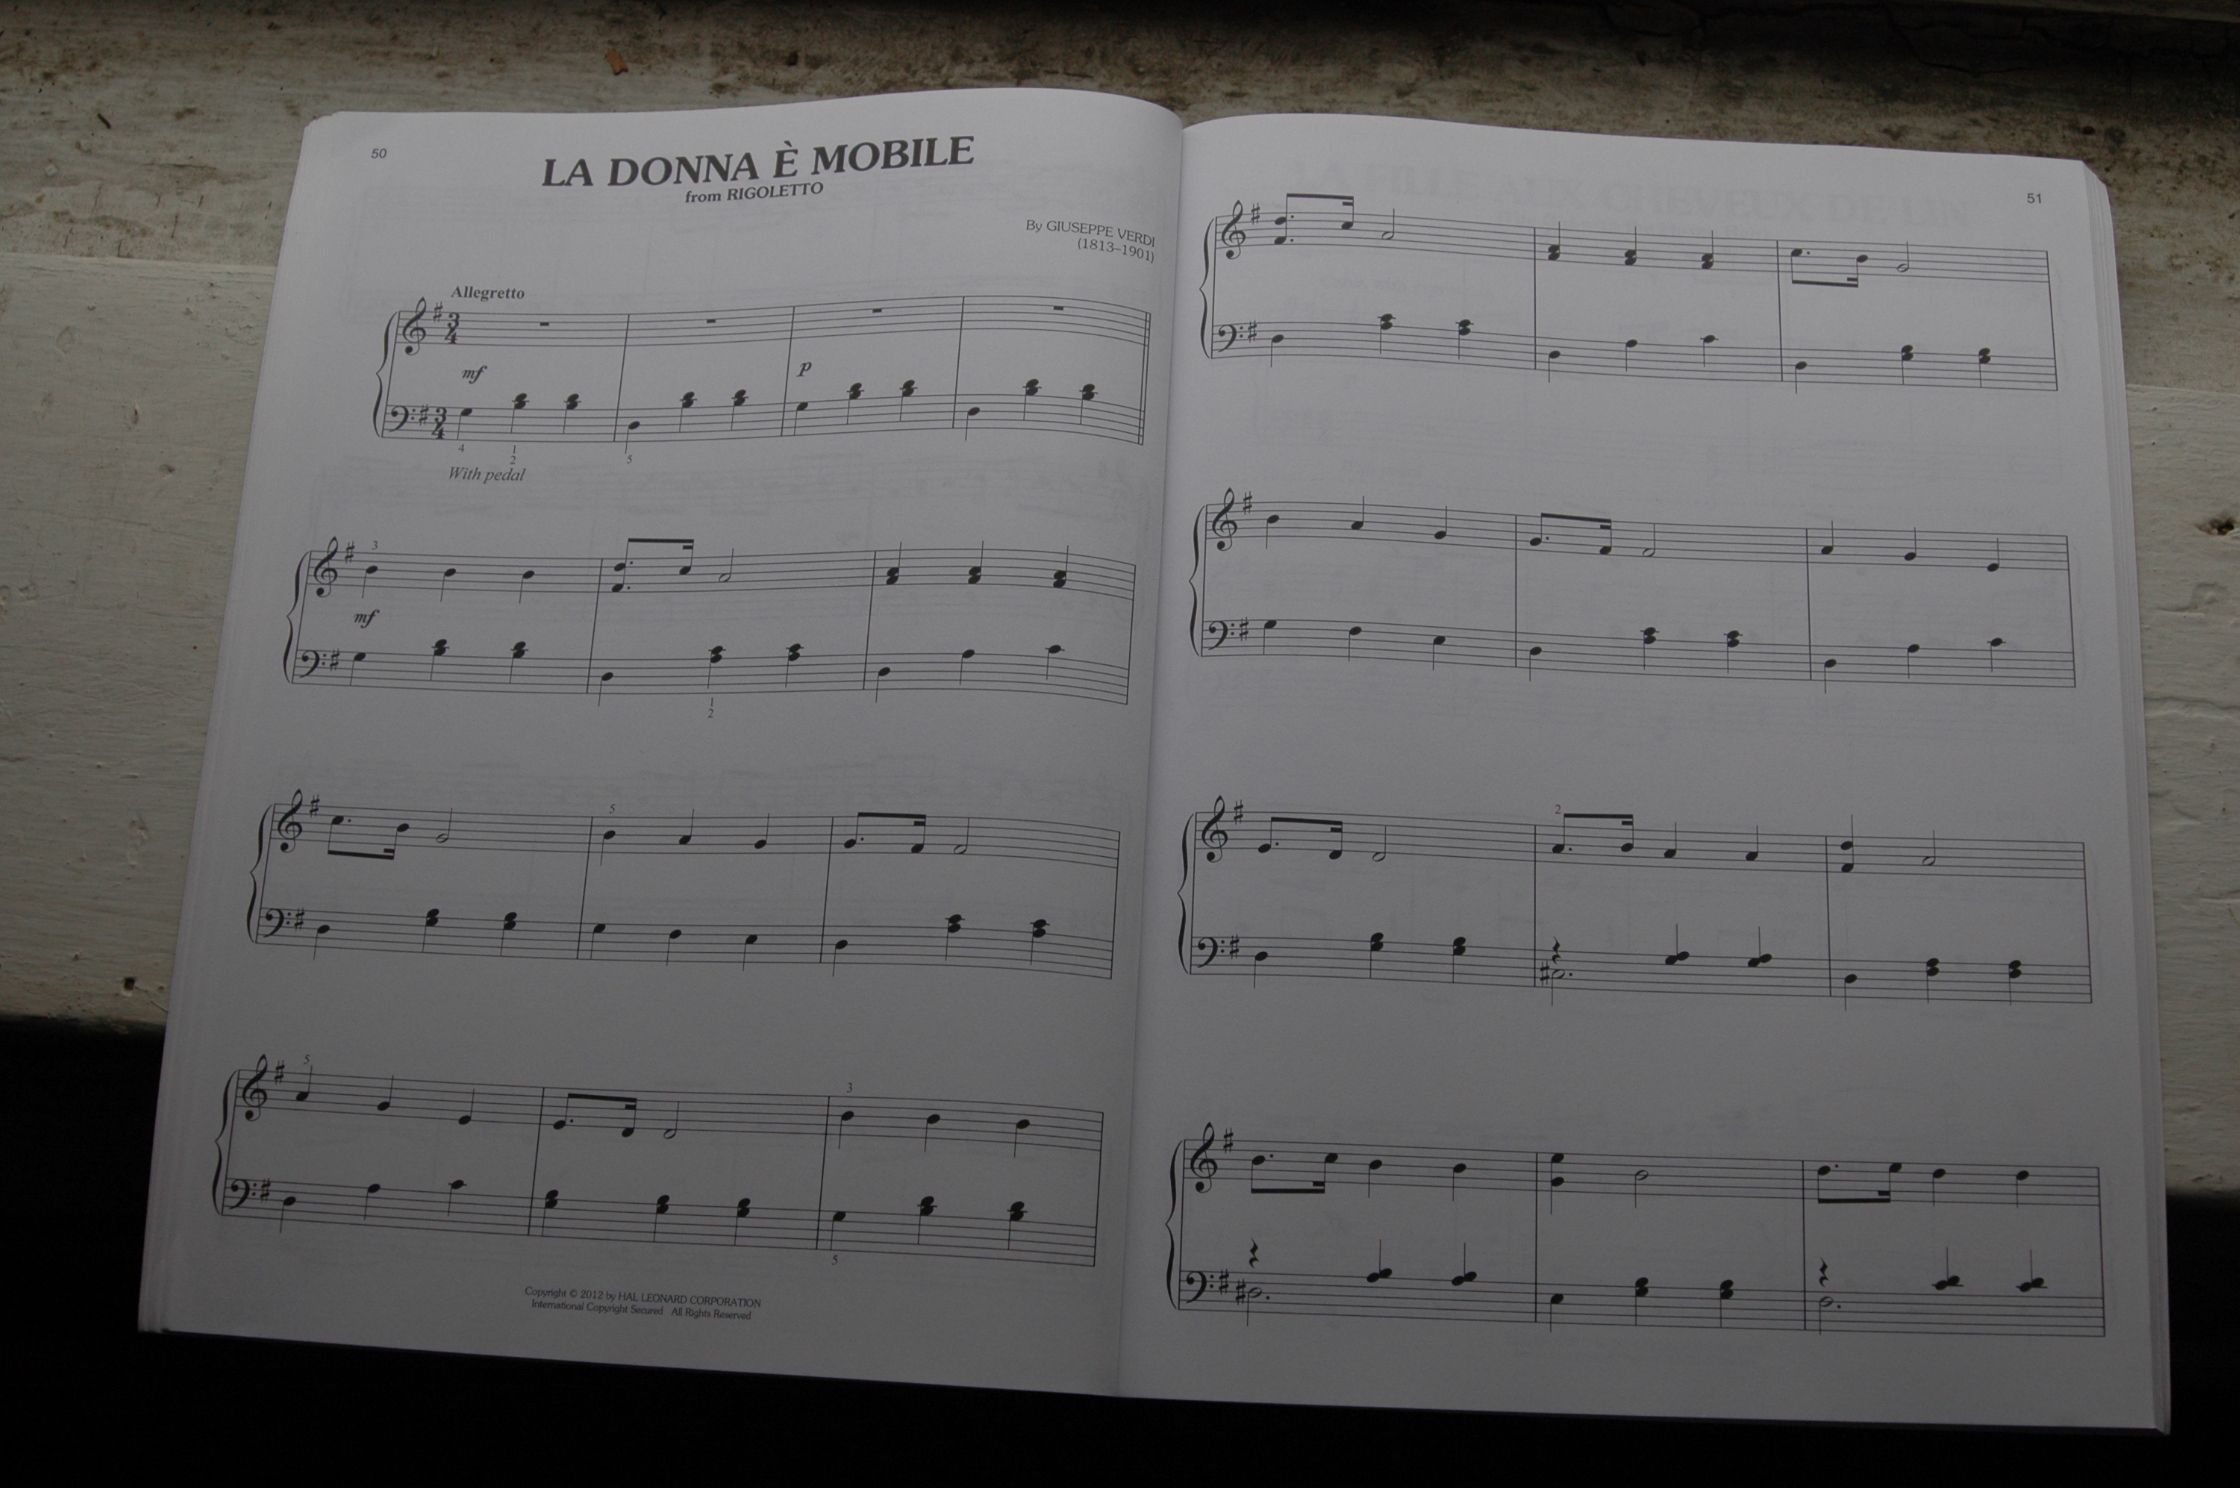 50
LA DONNA È MOBILE
from RIGOLETTO
By GIUSEPPE VERDI
(1813–1901)
Allegretto
3
4
mf
p
3
4
4
1
2
5
With pedal
3
mf
1
2
5
5
3
5
Copyright © 2012 by HAL LEONARD CORPORATION
International Copyright Secured   All Rights Reserved
51
2